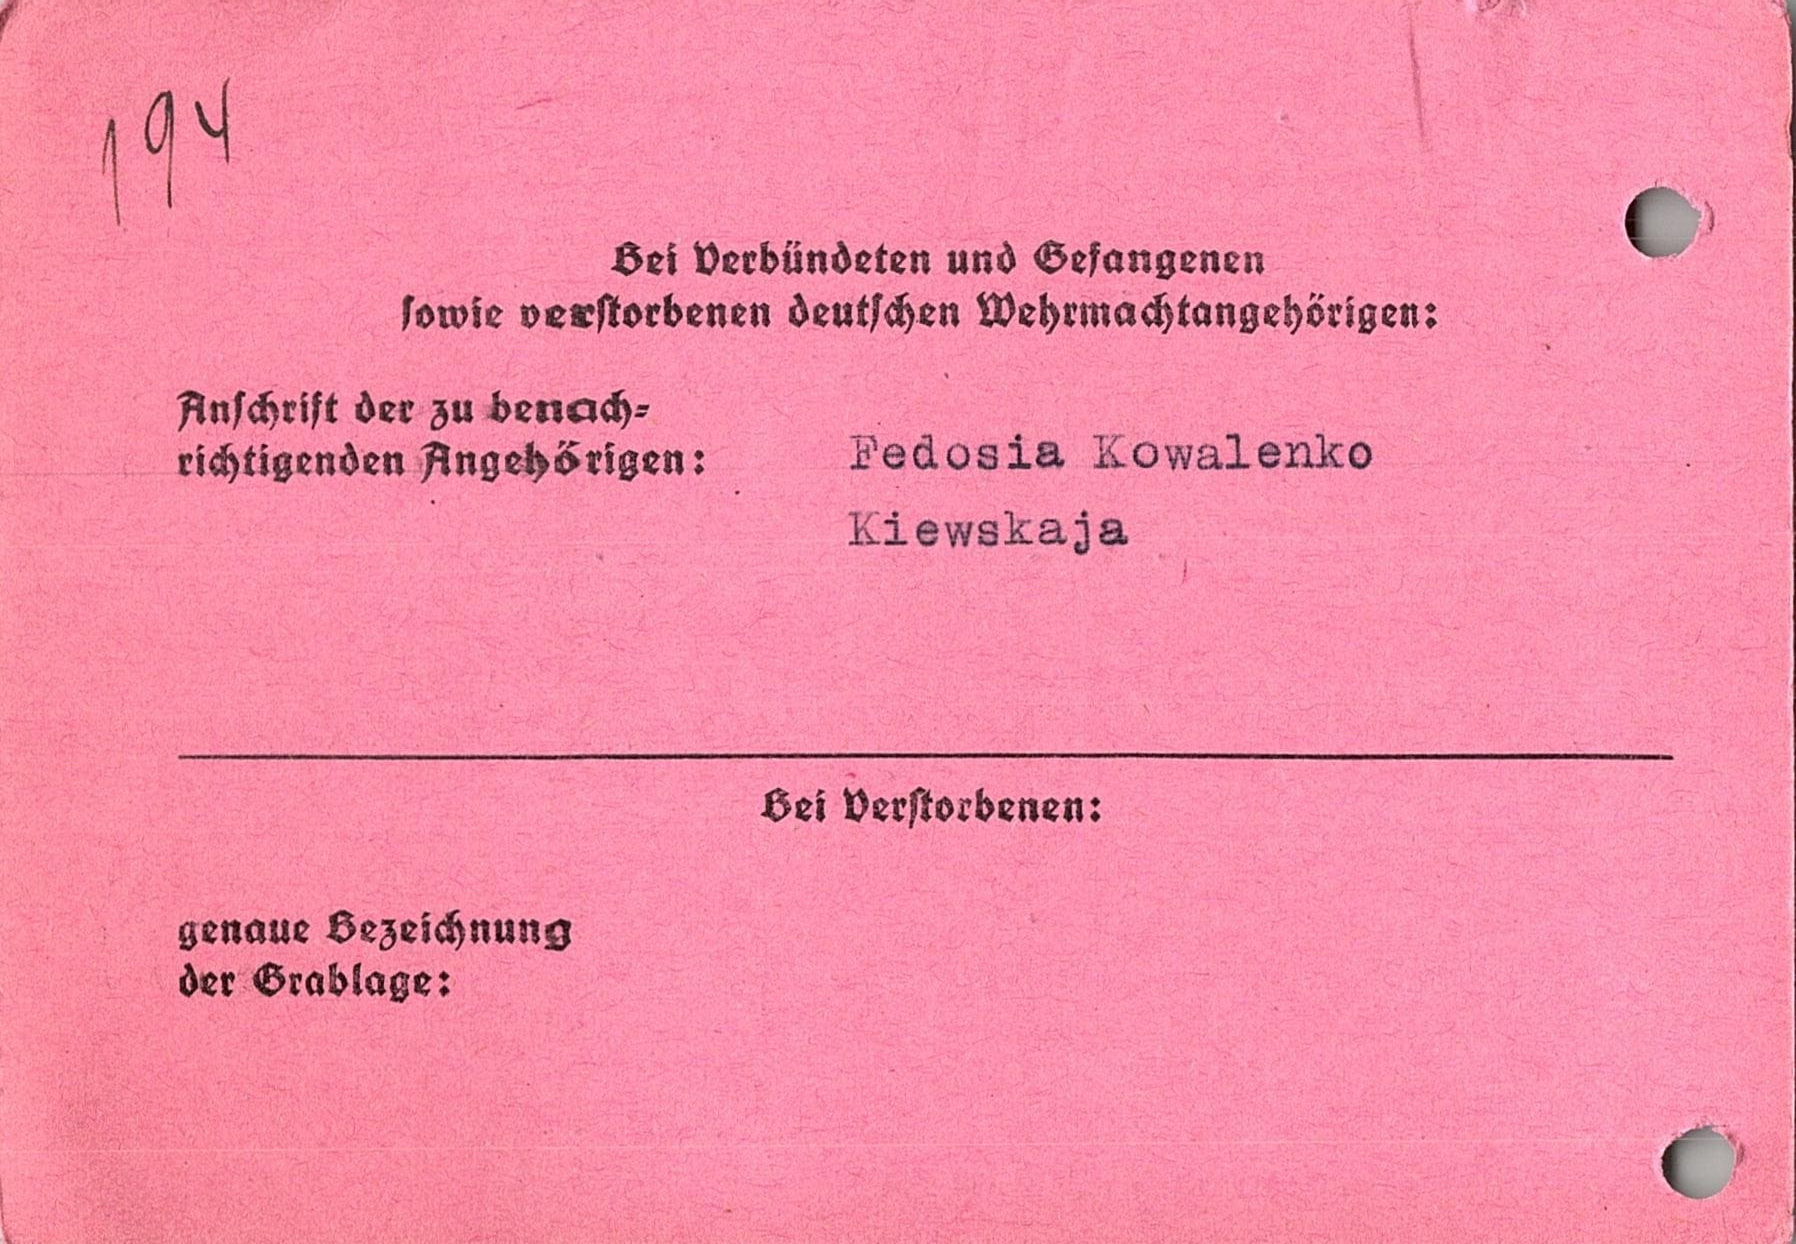 194
Bei Verbündeten und Gefangenen
sowie verstorbenen deutschen Wehrmachtangehörigen:
Anschrift der zu benach-
richtigenden Angehörigen:
Fedosia Kowalenko
Kiewskaja
Bei Verstorbenen:
genaue Bezeichnung
der Grablage: